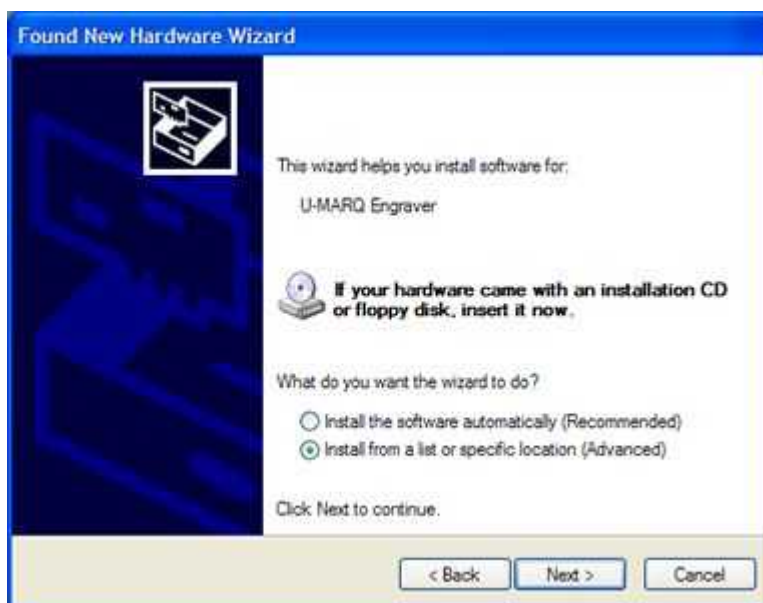 Found New Hardware Wizard
This wizard helps you install software for:
U-MARQ Engraver
If your hardware came with an installation CD
or floppy disk, insert it now.
What do you want the wizard to do?
Install the software automatically (Recommended)
Install from a list or specific location (Advanced)
Click Next to continue.
< Back
Next >
Cancel